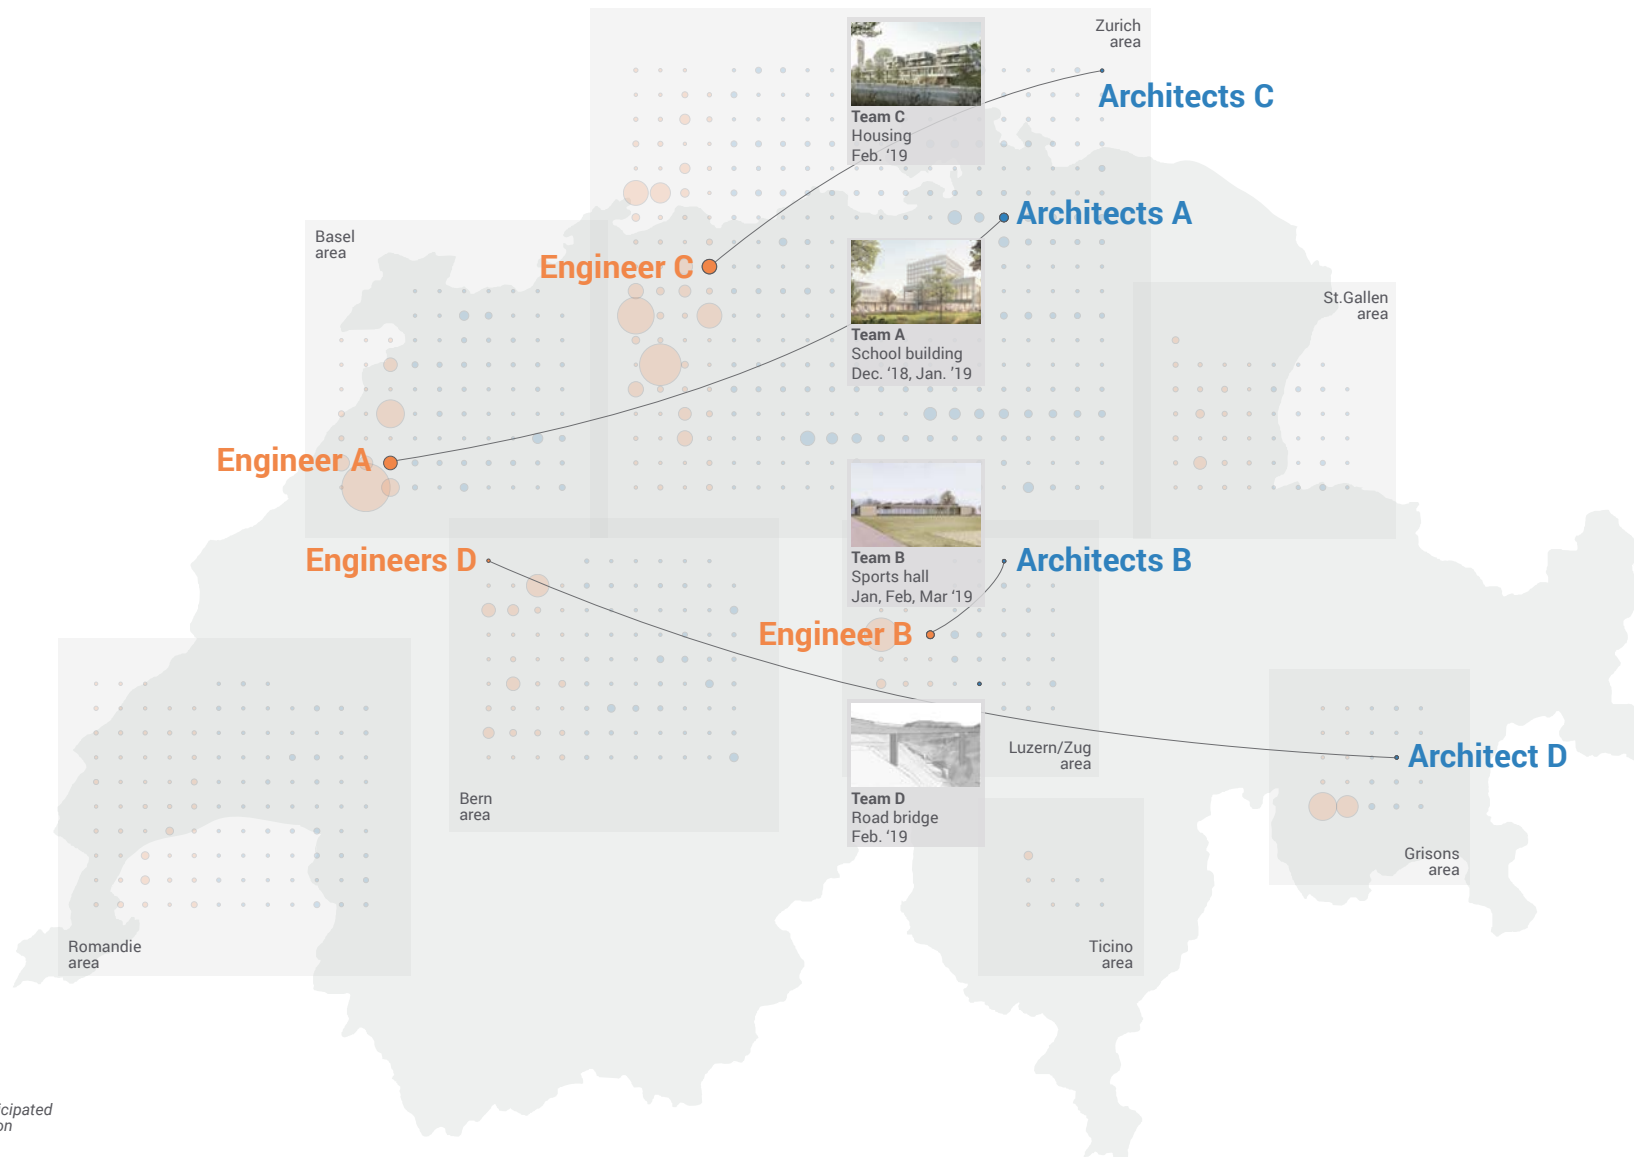 Zurich
area
Architects C
Team C
Housing
Feb. ‘19
Architects A
Basel
area
Engineer C
St.Gallen
area
Team A
School building
Dec. ‘18, Jan. ’19
Engineer A
Engineers D
Team B
Sports hall
Jan, Feb, Mar ‘19
Architects B
Engineer B
Luzern/Zug
area
Architect D
Bern
area
Team D
Road bridge
Feb. ‘19
Grisons
area
Romandie
area
Ticino
area
cipated
on